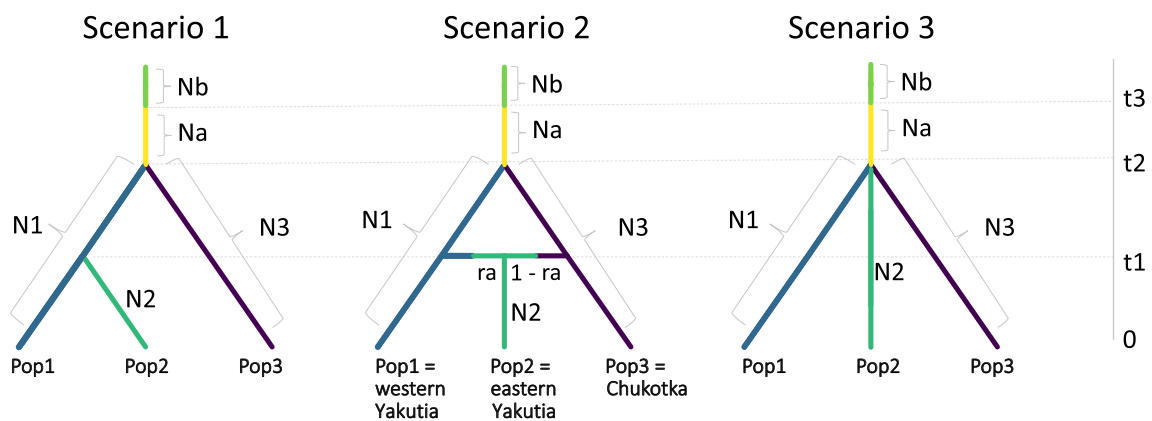 Scenario 1 Scenario 2 Scenario 3
Nb Nb Nb
t3
Na Na Na
t2
N1 N3 N1 N3 N1 N3
t1
ra 1 - ra N2
N2 N2
0
Pop1 Pop2 Pop3 Pop1 = Pop2 = Pop3 = Pop1 Pop2 Pop3
western eastern Chukotka
Yakutia Yakutia